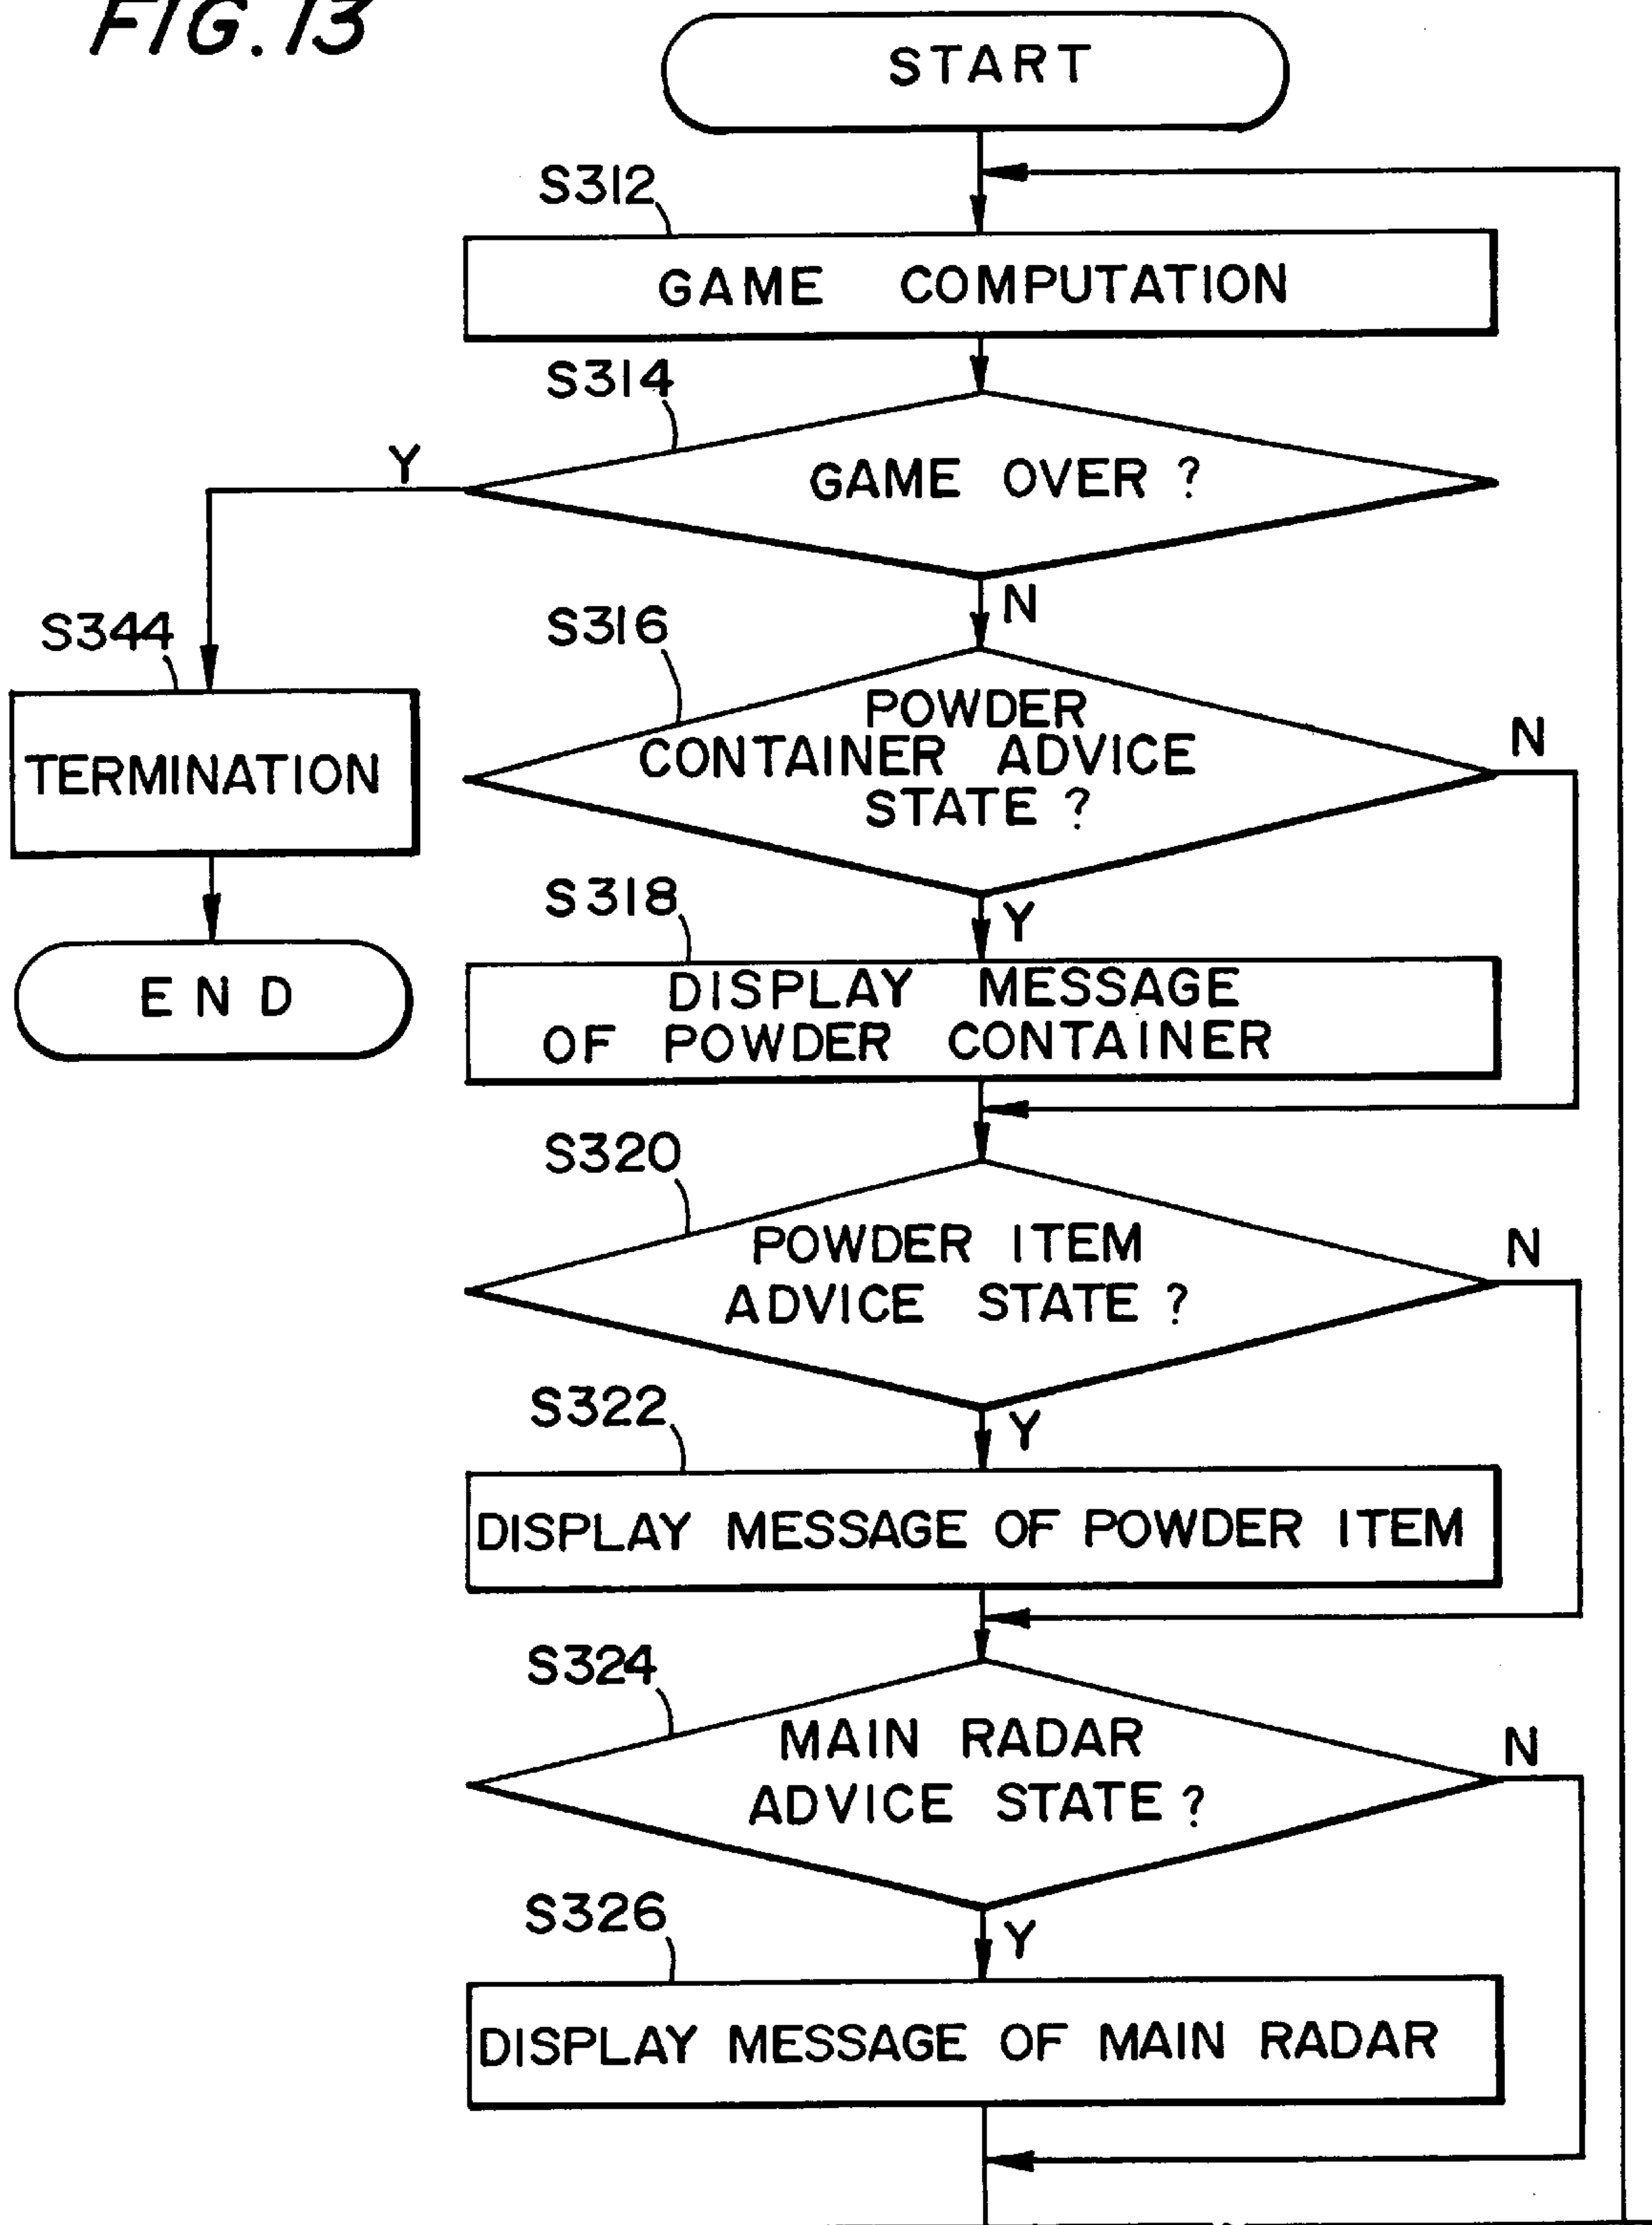 FIG. 13
START
S312
GAME COMPUTATION
S314
Y
GAME OVER ?
N
S344
S316
TERMINATION
POWDER
CONTAINER ADVICE
STATE ?
N
S318
Y
END
DISPLAY MESSAGE
OF POWDER CONTAINER
S320
POWDER ITEM
ADVICE STATE ?
N
S322
Y
DISPLAY MESSAGE OF POWDER ITEM
S324
MAIN RADAR
ADVICE STATE ?
N
S326
Y
DISPLAY MESSAGE OF MAIN RADAR